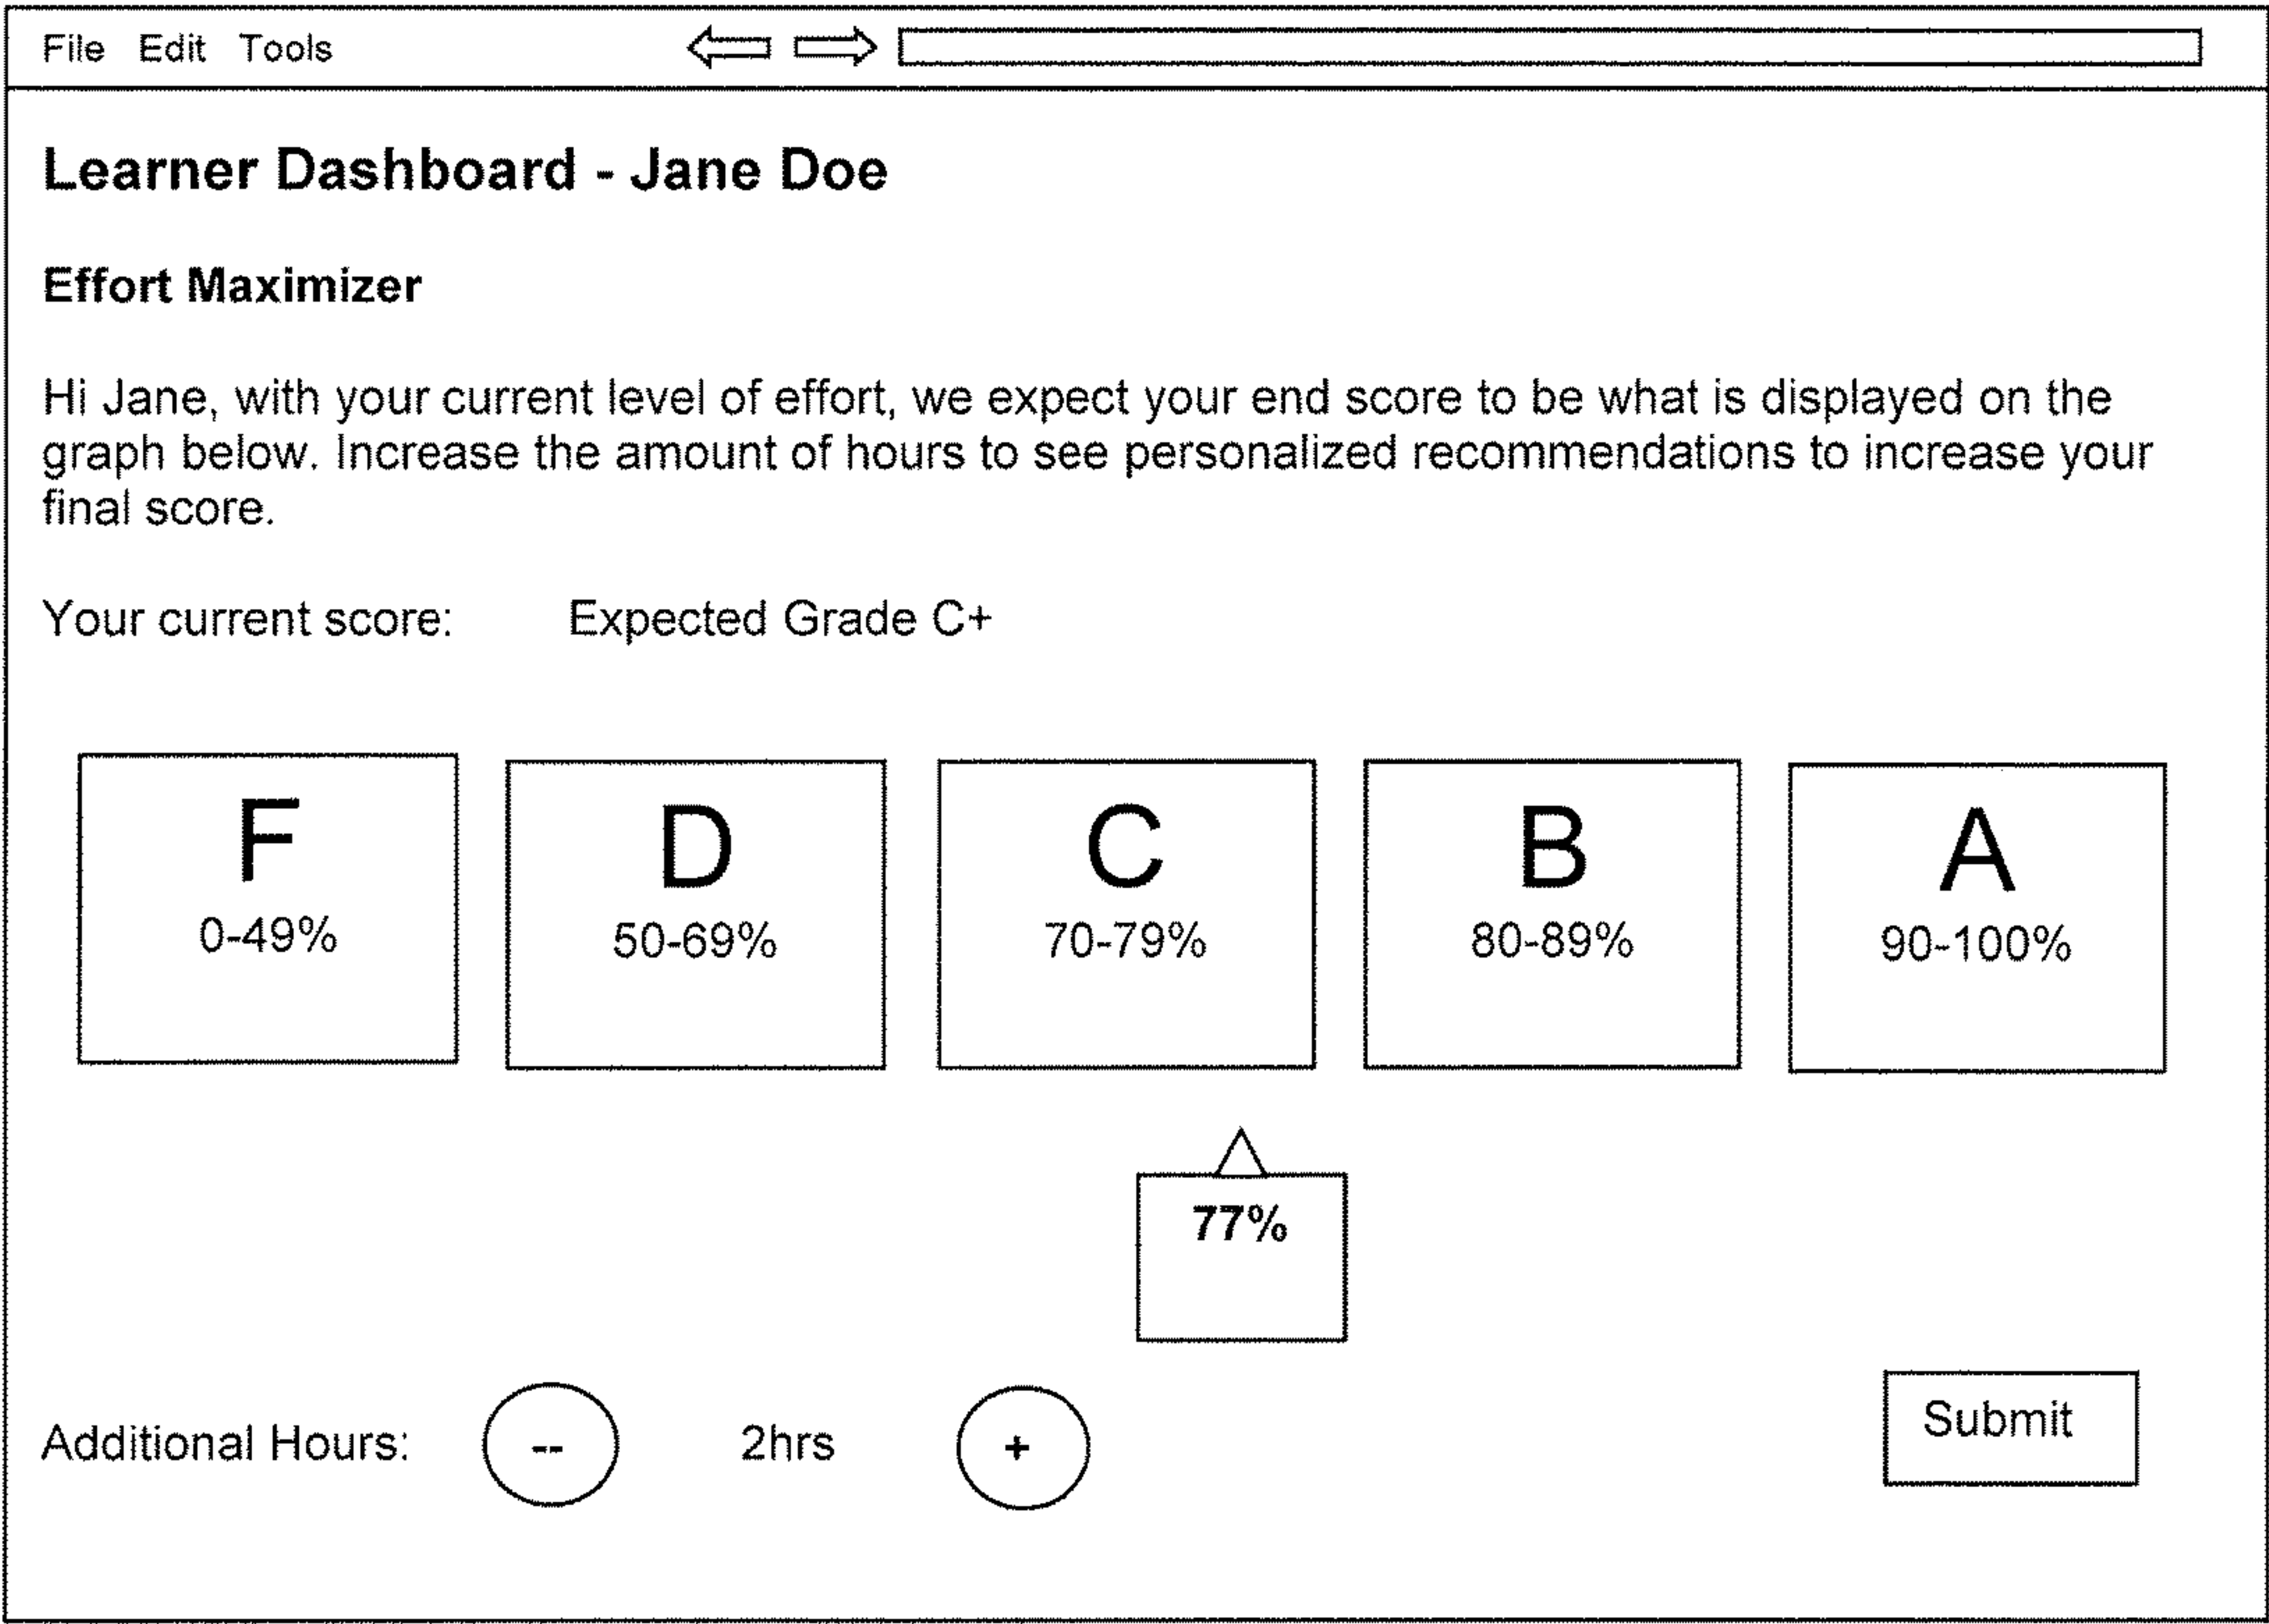 File Edit Tools
Learner Dashboard - Jane Doe
Effort Maximizer
Hi Jane, with your current level of effort, we expect your end score to be what is displayed on the
graph below. Increase the amount of hours to see personalized recommendations to increase your
final score.
Your current score: Expected Grade C+
F D C B A
0-49% 50-69% 70-79% 80-89% 90-100%
77%
Additional Hours: -- 2hrs + Submit